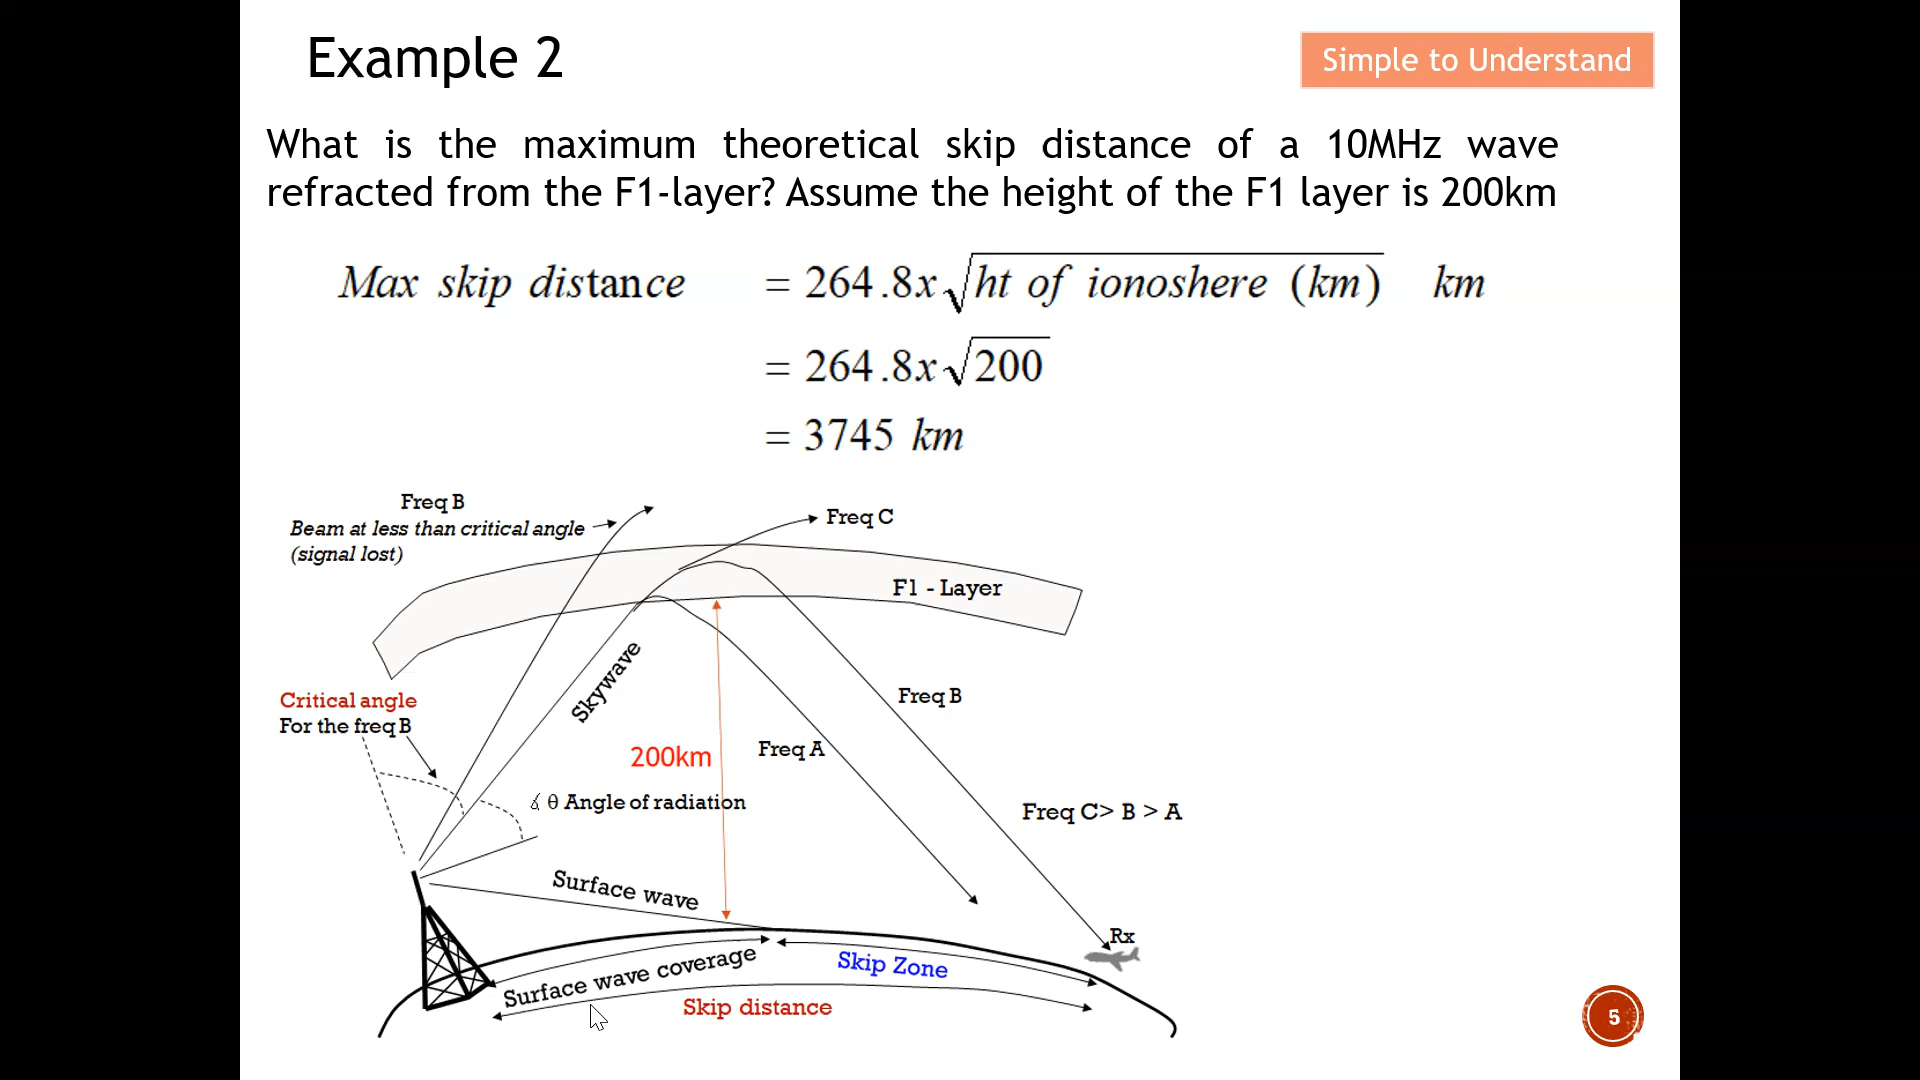 Example 2
Simple to Understand
What is the maximum theoretical skip distance of a 10MHz wave
refracted from the F1-layer? Assume the height of the F1 layer is 200km
Max skip distance = 264.8x√ht of ionoshere (km) km
= 264.8x√200
= 3745 km
Freq B
Beam at less than critical angle
(signal lost)
Freq C
F1 - Layer
Skywave
Critical angle
For the freq B
Freq B
200km
Freq A
∡ θ Angle of radiation
Freq C> B > A
Surface wave
Rx
Surface wave coverage
Skip Zone
Skip distance
5